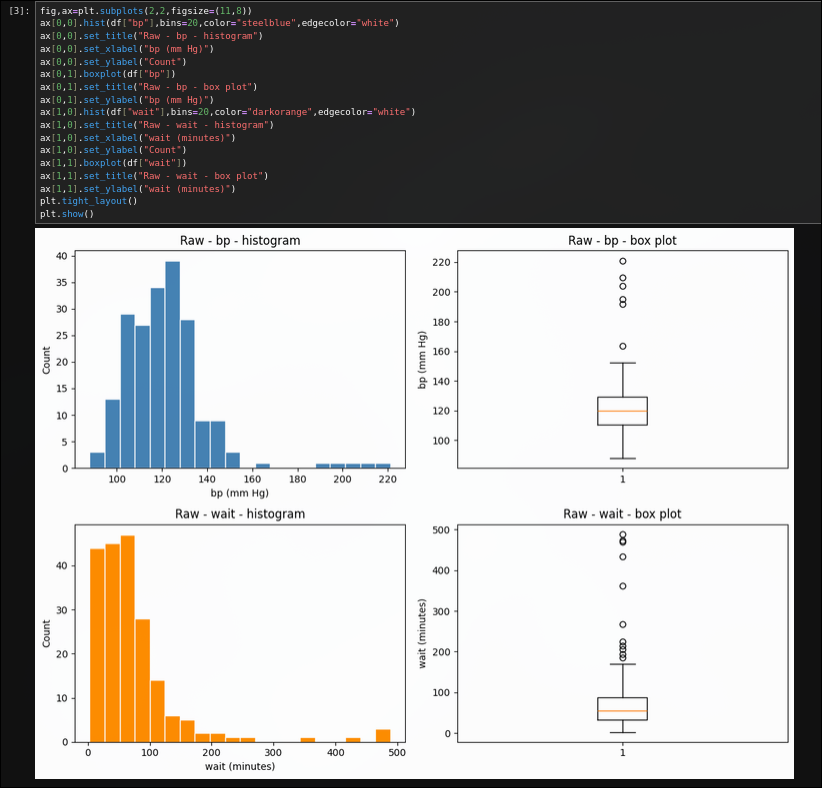 [3]: fig,ax=plt.subplots(2,2,figsize=(11,8))
ax[0,0].hist(df["bp"],bins=20,color="steelblue",edgecolor="white")
ax[0,0].set_title("Raw - bp - histogram")
ax[0,0].set_xlabel("bp (mm Hg)")
ax[0,0].set_ylabel("Count")
ax[0,1].boxplot(df["bp"])
ax[0,1].set_title("Raw - bp - box plot")
ax[0,1].set_ylabel("bp (mm Hg)")
ax[1,0].hist(df["wait"],bins=20,color="darkorange",edgecolor="white")
ax[1,0].set_title("Raw - wait - histogram")
ax[1,0].set_xlabel("wait (minutes)")
ax[1,0].set_ylabel("Count")
ax[1,1].boxplot(df["wait"])
ax[1,1].set_title("Raw - wait - box plot")
ax[1,1].set_ylabel("wait (minutes)")
plt.tight_layout()
plt.show()
Raw - bp - histogram
Count
40
35
30
25
20
15
10
5
0
100 120 140 160 180 200 220
bp (mm Hg)
Raw - bp - box plot
bp (mm Hg)
220
200
180
160
140
120
100
1
Raw - wait - histogram
Count
40
30
20
10
0
0 100 200 300 400 500
wait (minutes)
Raw - wait - box plot
wait (minutes)
500
400
300
200
100
0
1